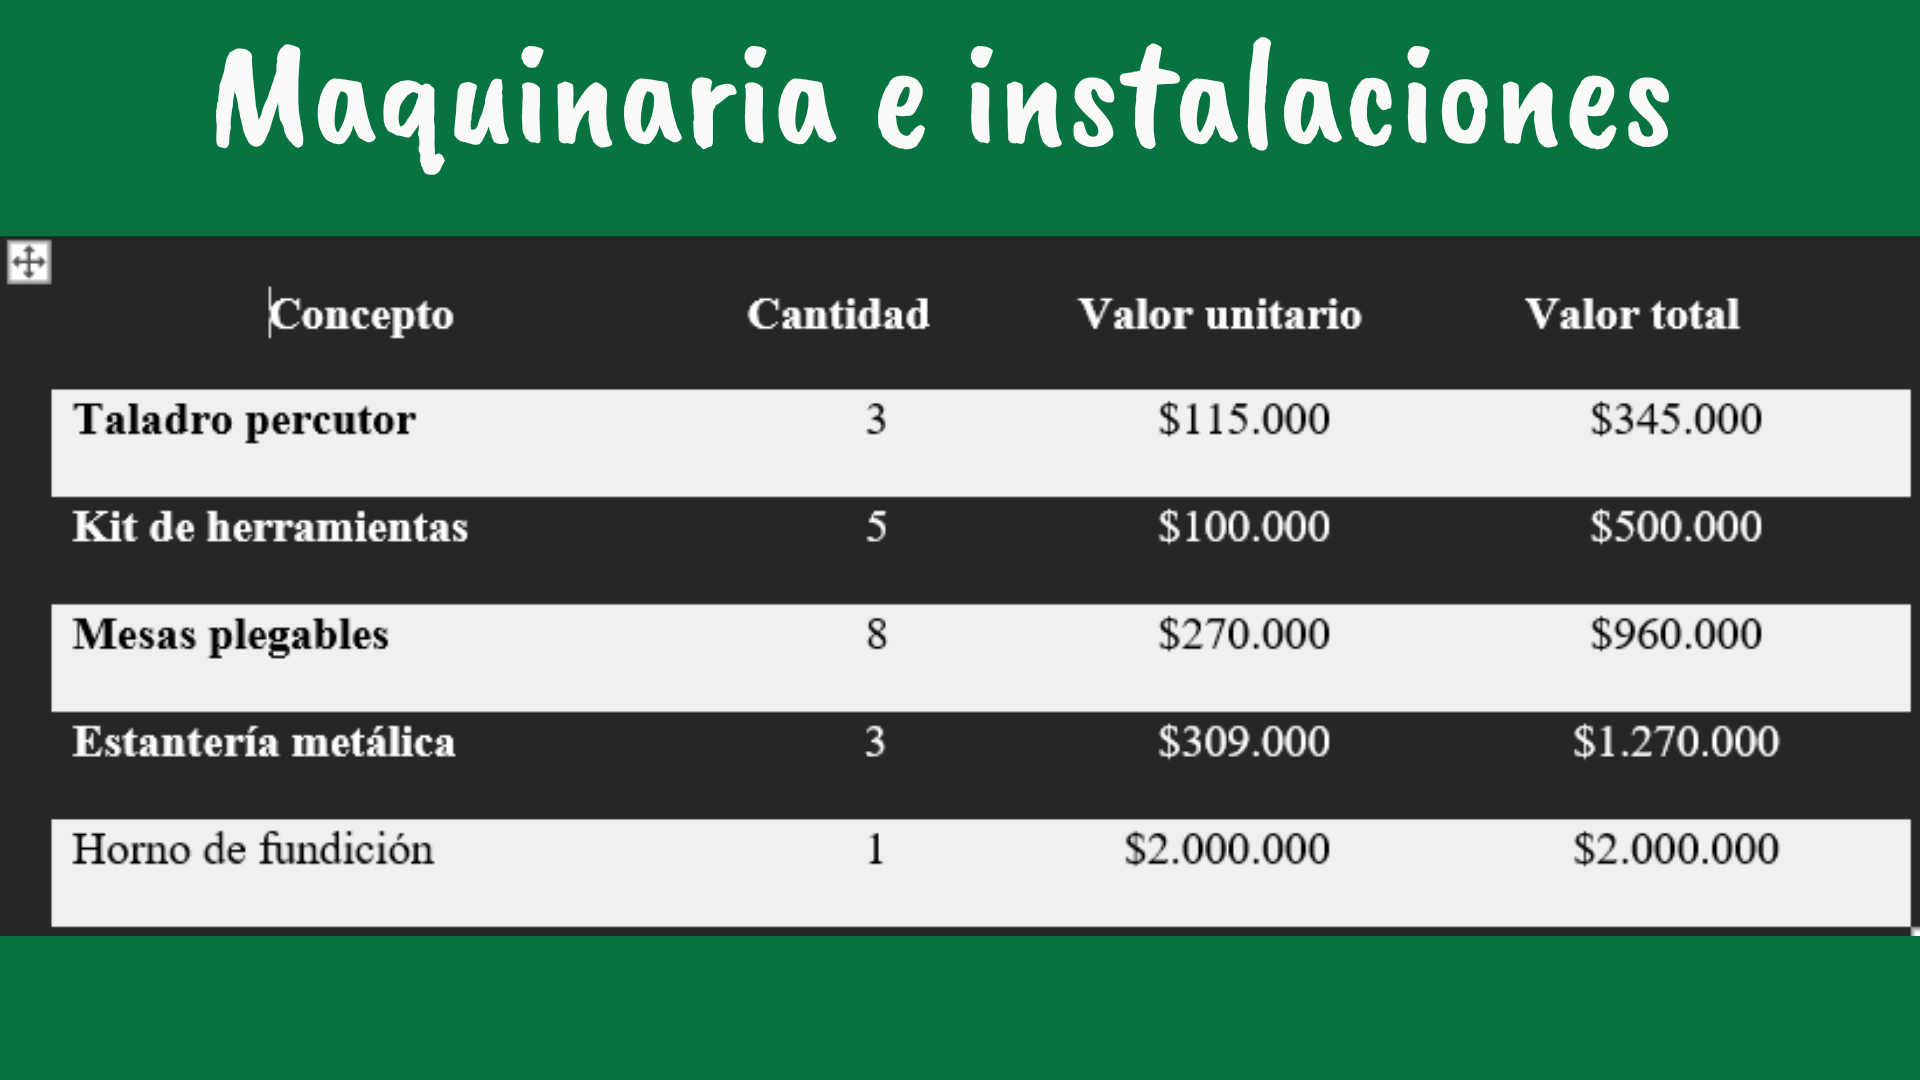 Maquinaria e instalaciones
Concepto Cantidad Valor unitario Valor total
Taladro percutor 3 $115.000 $345.000
Kit de herramientas 5 $100.000 $500.000
Mesas plegables 8 $270.000 $960.000
Estantería metálica 3 $309.000 $1.270.000
Horno de fundición 1 $2.000.000 $2.000.000